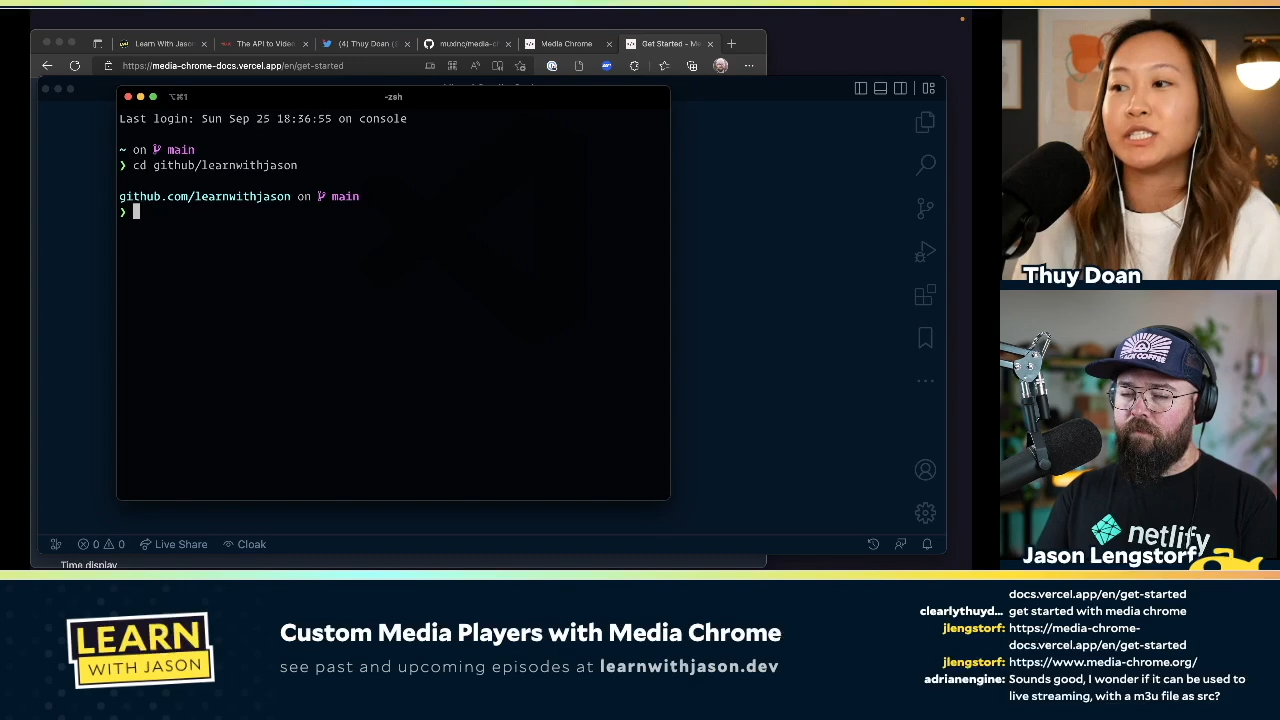 Learn With Jason
The API to Video
(4) Thuy Doan (
muxinc/media-c
Media Chrome
Get Started - M
https://media-chrome-docs.vercel.app/en/get-started
⌥⌘1
-zsh
Last login: Sun Sep 25 18:36:55 on console
~ on main
❯ cd github/learnwithjason
github.com/learnwithjason on main
❯
0 0
Live Share
Cloak
Time display
Thuy Doan
BLACK COFFEE
netlify
Jason Lengstorf
LEARN
WITH JASON
Custom Media Players with Media Chrome
see past and upcoming episodes at learnwithjason.dev
docs.vercel.app/en/get-started
clearlythuyd... get started with media chrome
jlengstorf: https://media-chrome-
docs.vercel.app/en/get-started
jlengstorf: https://www.media-chrome.org/
adrianengine: Sounds good, I wonder if it can be used to
live streaming, with a m3u file as src?